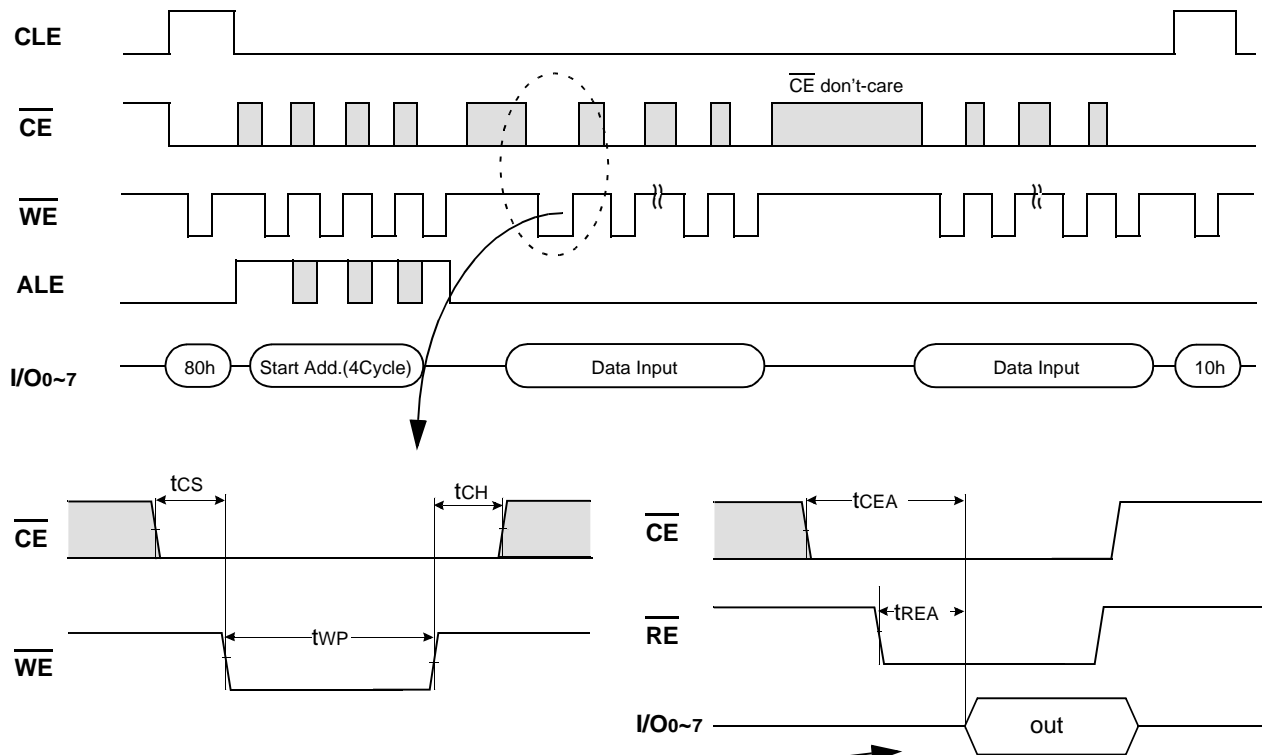 CLE
CE don't-care
CE
WE
ALE
I/O0~7 80h Start Add.(4Cycle) Data Input Data Input 10h
tCS tCH
CE
tWP
WE
tCEA
CE
tREA
RE
I/O0~7 out